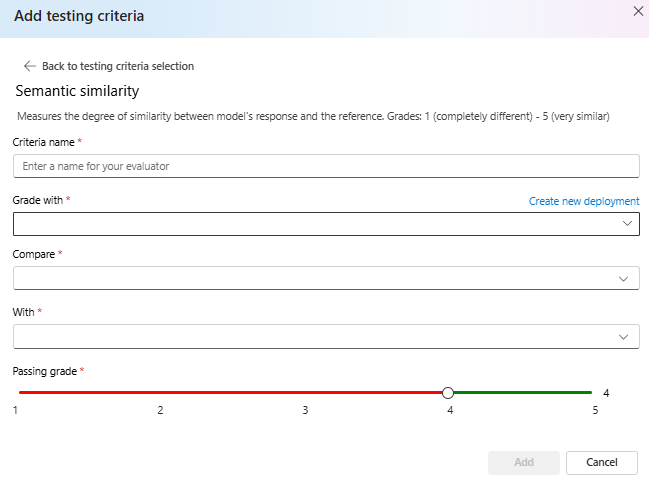 Add testing criteria
Back to testing criteria selection
Semantic similarity
Measures the degree of similarity between model's response and the reference. Grades: 1 (completely different) - 5 (very similar)
Criteria name *
Enter a name for your evaluator
Grade with *
Create new deployment
Compare *
With *
Passing grade *
4
1 2 3 4 5
Add
Cancel